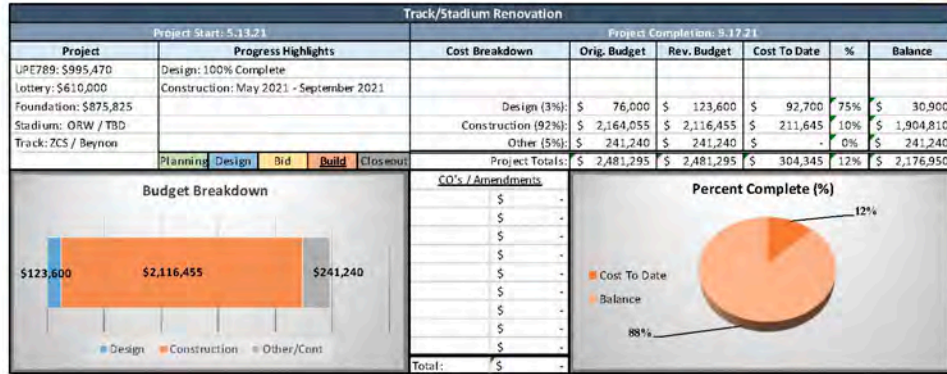 Track/Stadium Renovation
Project Start: 5.13.21 Project Completion: 9.17.21
Project Progress Highlights Cost Breakdown Orig. Budget Rev. Budget Cost To Date % Balance
UPE789: $995,470 Design: 100% Complete
Lottery: $610,000 Construction: May 2021 - September 2021
Foundation: $875,825 Design (3%): $ 76,000 $ 123,600 $ 92,700 75% $ 30,900
Stadium: ORW / TBD Construction (92%): $ 2,164,055 $ 2,116,455 $ 211,645 10% $ 1,904,810
Track: ZCS / Beynon Other (5%): $ 241,240 $ 241,240 $ - 0% $ 241,240
Planning Design Bid Build Closeout Project Totals: $ 2,481,295 $ 2,481,295 $ 304,345 12% $ 2,176,950
Budget Breakdown
$123,600 $2,116,455 $241,240
Design Construction Other/Cont
CO's / Amendments
$ -
$ -
$ -
$ -
$ -
$ -
$ -
$ -
$ -
Total: $ -
Percent Complete (%)
12%
Cost To Date
Balance
88%